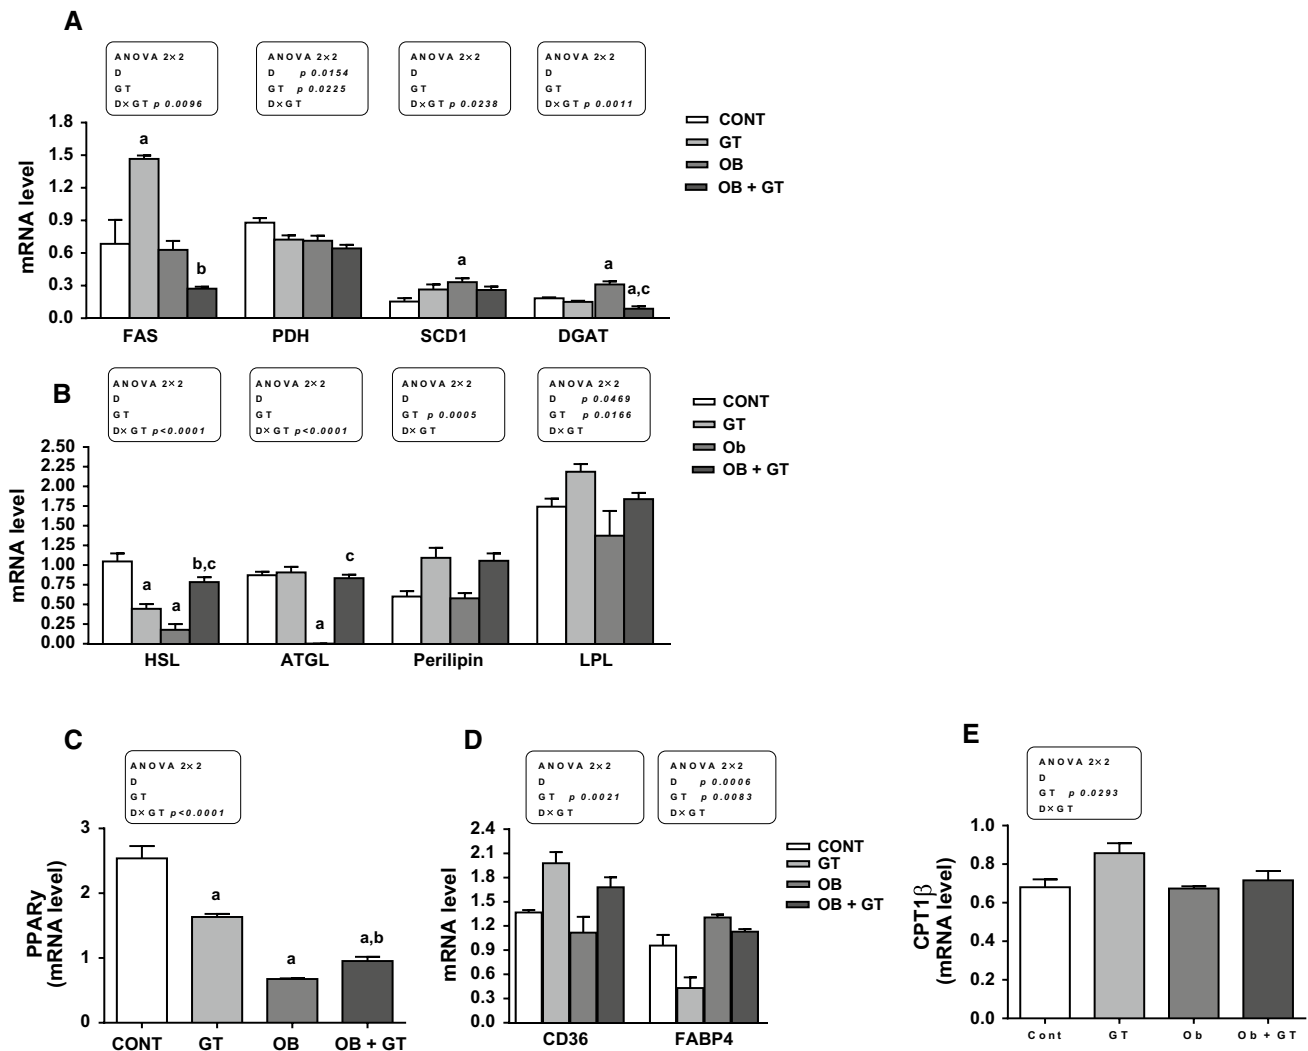 A
ANOVA 2×2
D
GT
D×GT p 0.0096
ANOVA 2×2
D p 0.0154
GT p 0.0225
D×GT
ANOVA 2×2
D
GT
D×GT p 0.0238
ANOVA 2×2
D
GT
D×GT p 0.0011
CONT
GT
OB
OB + GT
mRNA level
1.8
1.5
1.2
0.9
0.6
0.3
0.0
a
b
a
a
a,c
FAS PDH SCD1 DGAT
B
ANOVA 2×2
D
GT
D×GT p<0.0001
ANOVA 2×2
D
GT
D×GT p<0.0001
ANOVA 2×2
D
GT p 0.0005
D×GT
ANOVA 2×2
D p 0.0469
GT p 0.0166
D×GT
CONT
GT
Ob
OB + GT
mRNA level
2.50
2.25
2.00
1.75
1.50
1.25
1.00
0.75
0.50
0.25
0.00
a
a
b,c
a
c
HSL ATGL Perilipin LPL
C
ANOVA 2×2
D
GT
D×GT p<0.0001
PPARy
(mRNA level)
3
2
1
0
a
a
a,b
CONT GT OB OB + GT
D
ANOVA 2×2
D
GT p 0.0021
D×GT
ANOVA 2×2
D p 0.0006
GT p 0.0083
D×GT
CONT
GT
OB
OB + GT
mRNA level
2.4
2.1
1.8
1.5
1.2
0.9
0.6
0.3
0.0
CD36 FABP4
E
ANOVA 2×2
D
GT p 0.0293
D×GT
CPT1β
(mRNA level)
1.0
0.8
0.6
0.4
0.2
0.0
Cont GT Ob Ob + GT